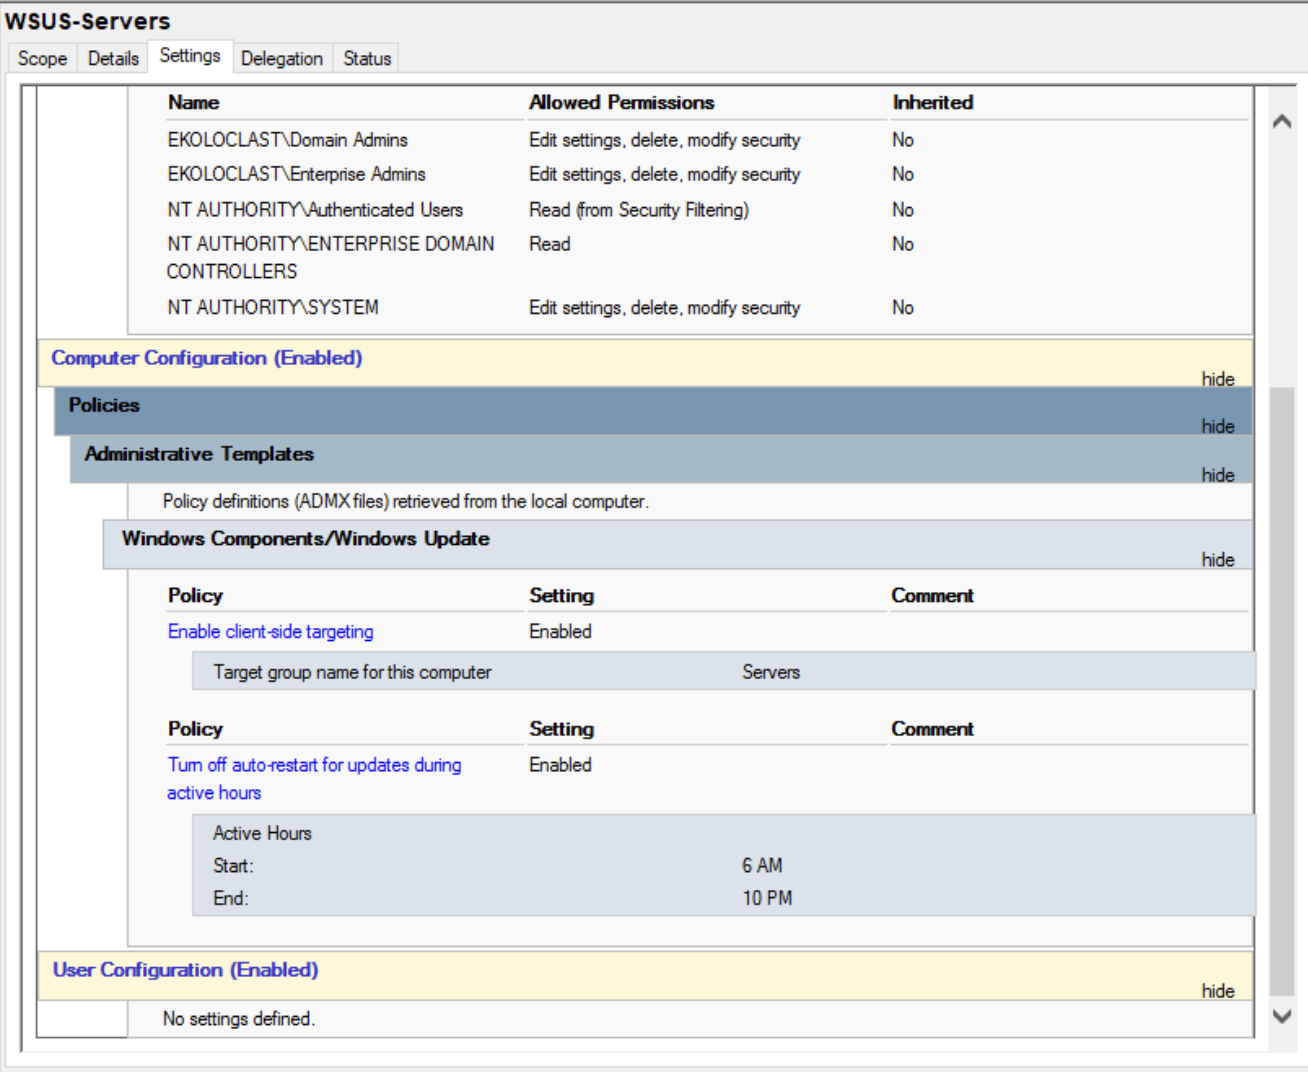 WSUS-Servers
Scope Details Settings Delegation Status
Name Allowed Permissions Inherited
EKOLOCLAST\Domain Admins Edit settings, delete, modify security No
EKOLOCLAST\Enterprise Admins Edit settings, delete, modify security No
NT AUTHORITY\Authenticated Users Read (from Security Filtering) No
NT AUTHORITY\ENTERPRISE DOMAIN Read No
CONTROLLERS
NT AUTHORITY\SYSTEM Edit settings, delete, modify security No
Computer Configuration (Enabled)
hide
Policies
hide
Administrative Templates
hide
Policy definitions (ADMX files) retrieved from the local computer.
Windows Components/Windows Update
hide
Policy Setting Comment
Enable client-side targeting Enabled
Target group name for this computer Servers
Policy Setting Comment
Turn off auto-restart for updates during Enabled
active hours
Active Hours
Start: 6 AM
End: 10 PM
User Configuration (Enabled)
hide
No settings defined.